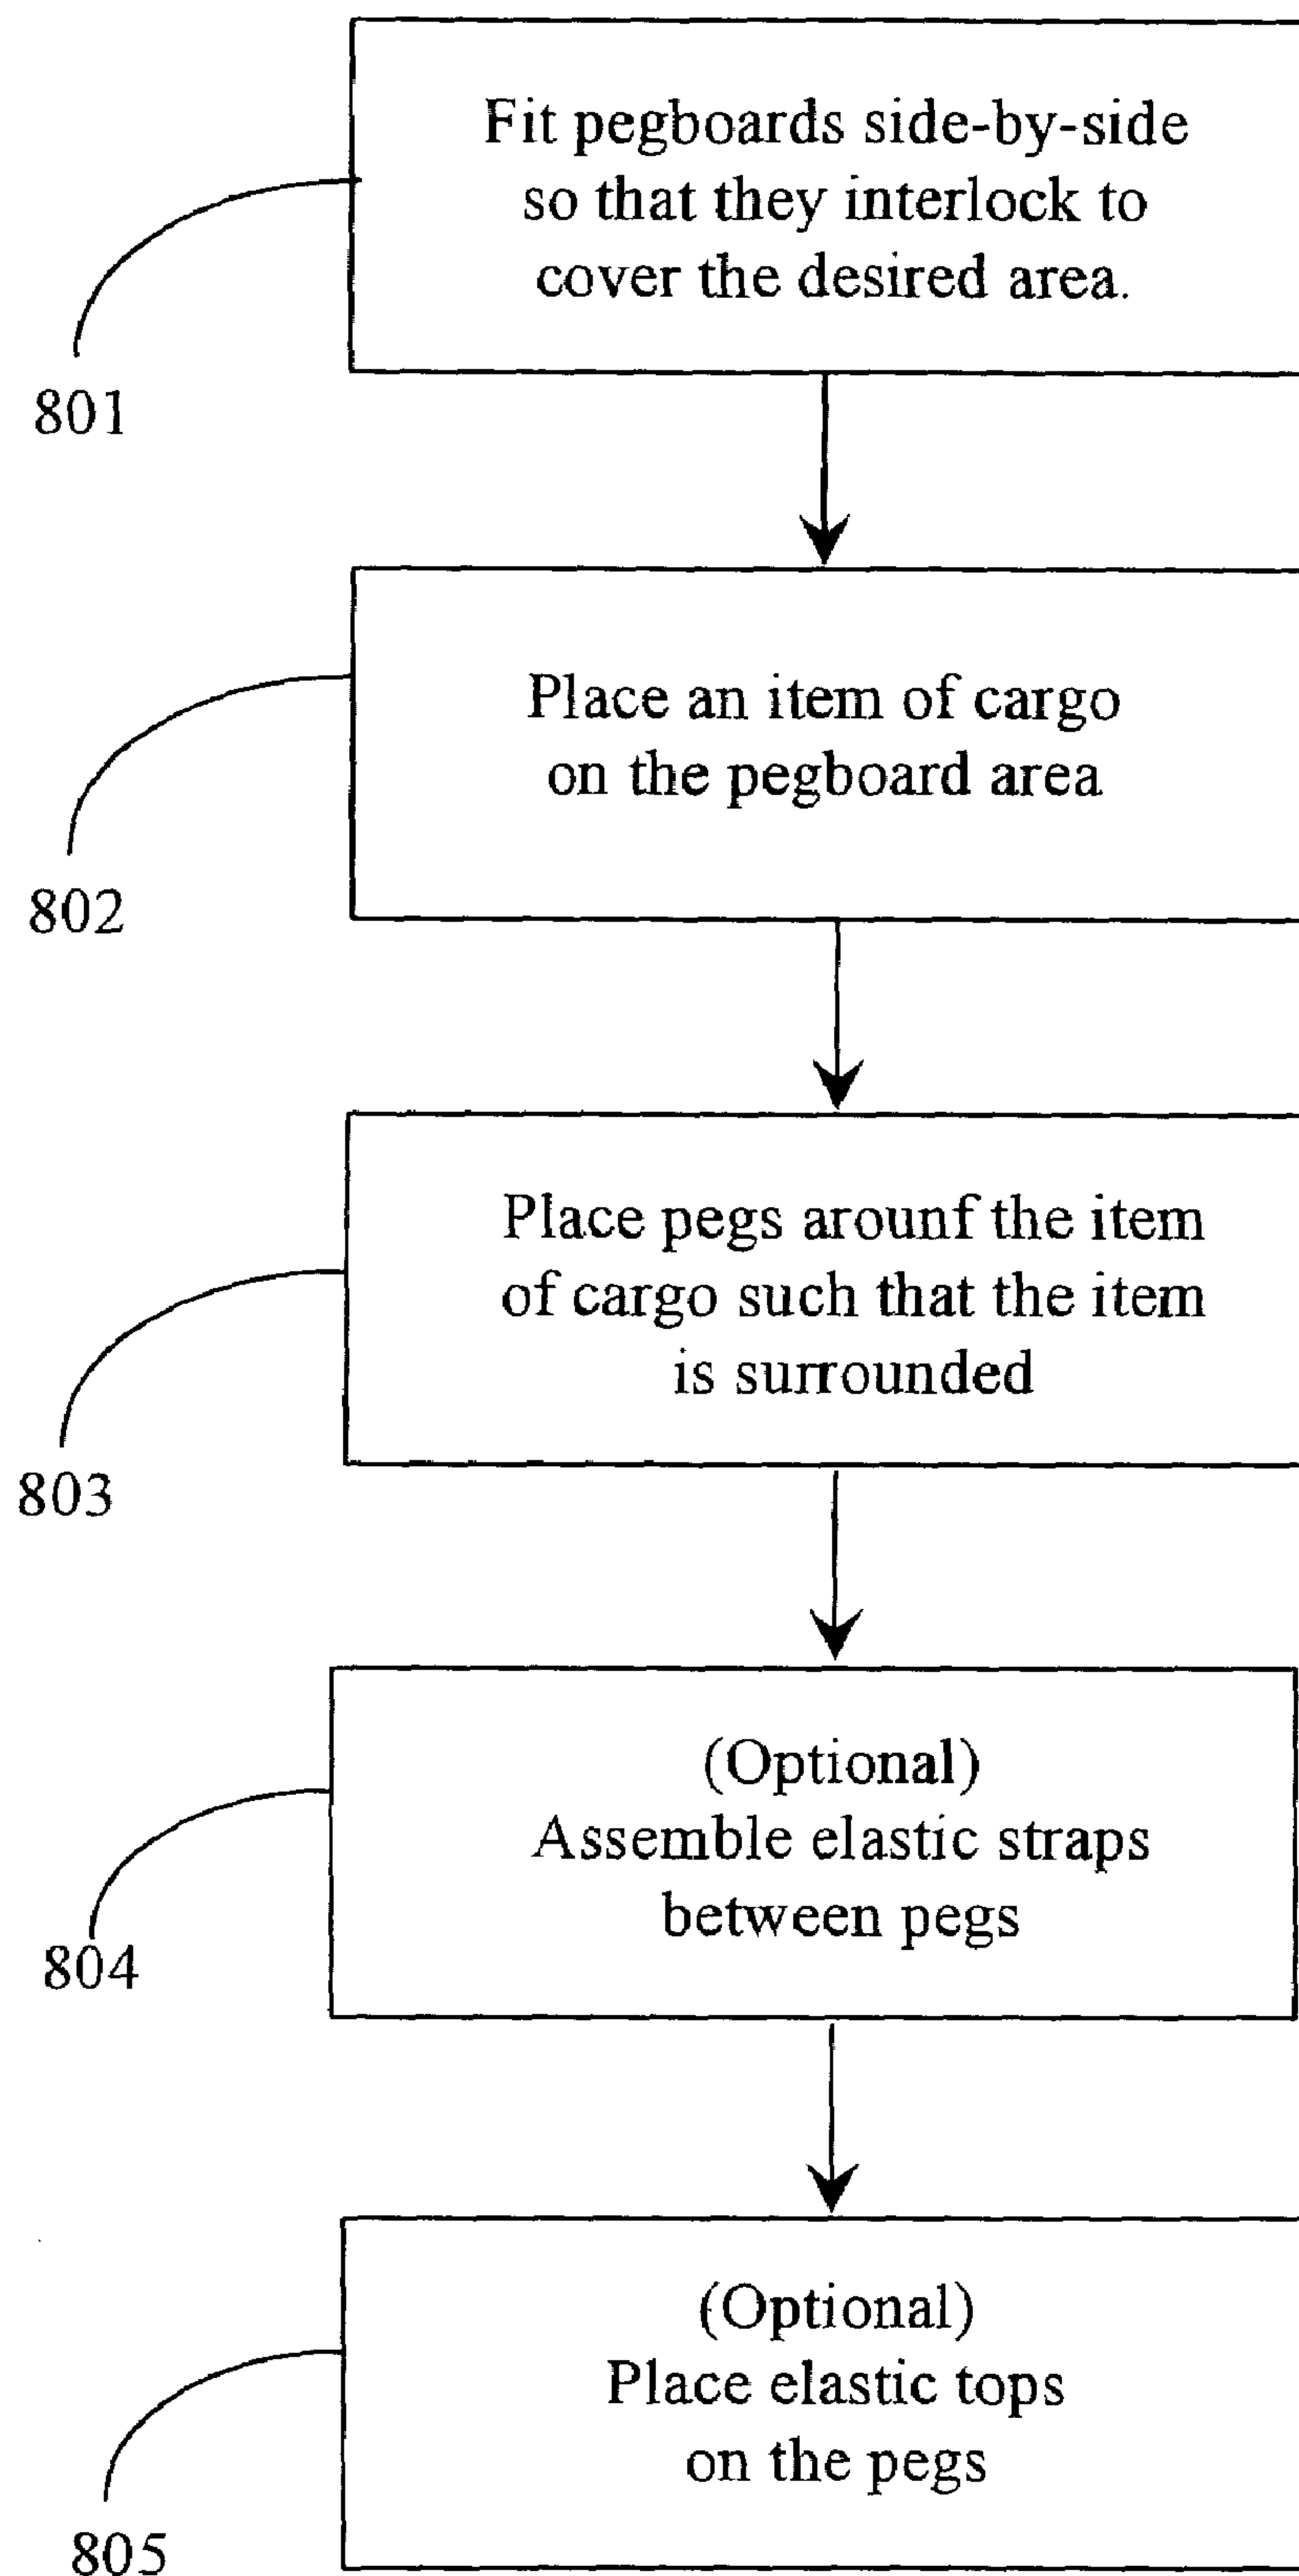 Fit pegboards side-by-side
so that they interlock to
cover the desired area.
801
Place an item of cargo
on the pegboard area
802
Place pegs arounf the item
of cargo such that the item
is surrounded
803
(Optional)
Assemble elastic straps
between pegs
804
(Optional)
Place elastic tops
on the pegs
805